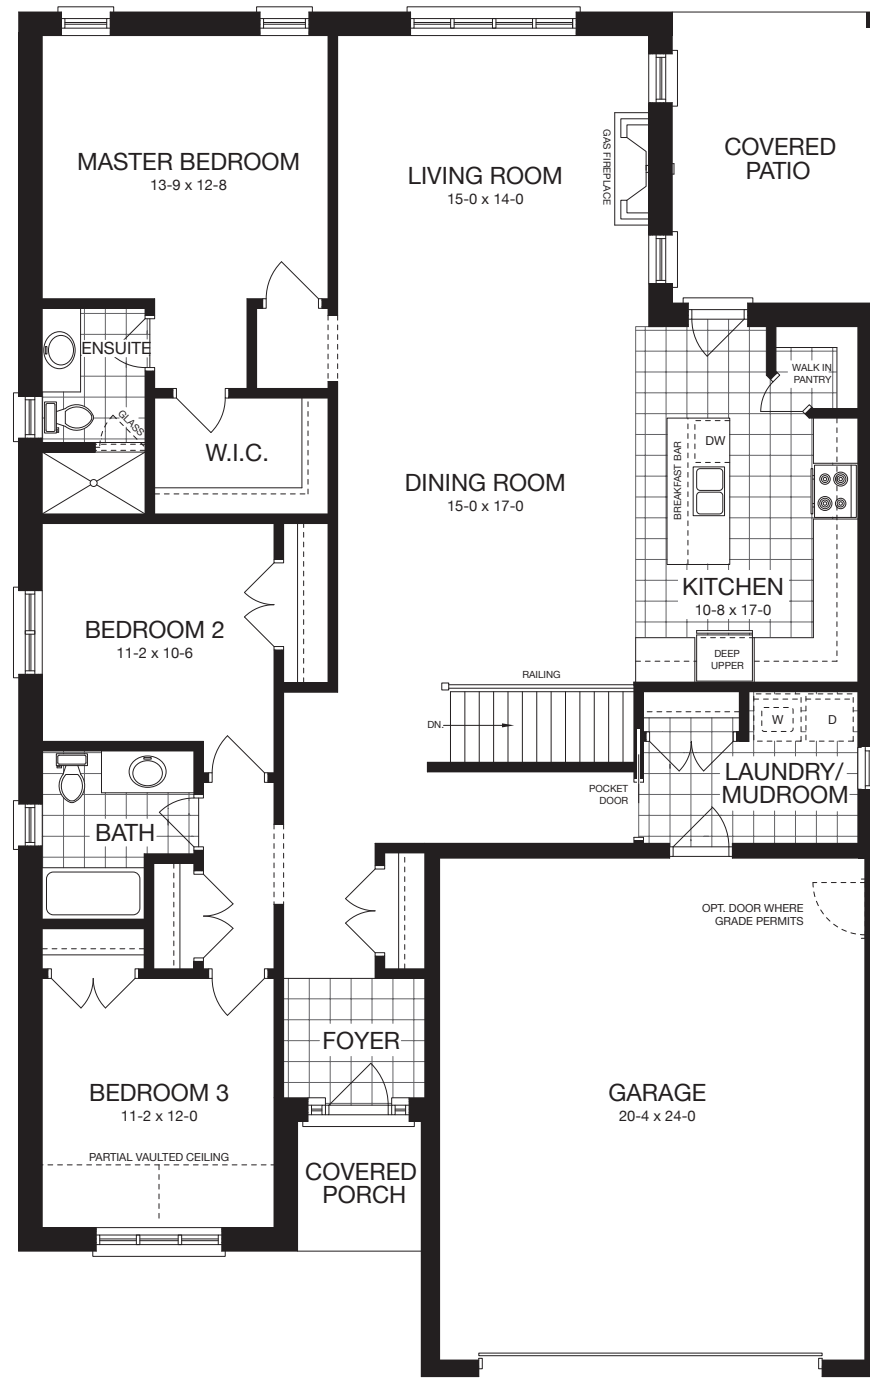 MASTER BEDROOM
13-9 x 12-8
LIVING ROOM
15-0 x 14-0
GAS FIREPLACE
COVERED
PATIO
ENSUITE
GLASS
W.I.C.
WALK IN
PANTRY
DINING ROOM
15-0 x 17-0
BREAKFAST BAR
DW
KITCHEN
10-8 x 17-0
DEEP
UPPER
BEDROOM 2
11-2 x 10-6
RAILING
DN.
W
D
LAUNDRY/
MUDROOM
POCKET
DOOR
BATH
OPT. DOOR WHERE
GRADE PERMITS
FOYER
BEDROOM 3
11-2 x 12-0
PARTIAL VAULTED CEILING
GARAGE
20-4 x 24-0
COVERED
PORCH